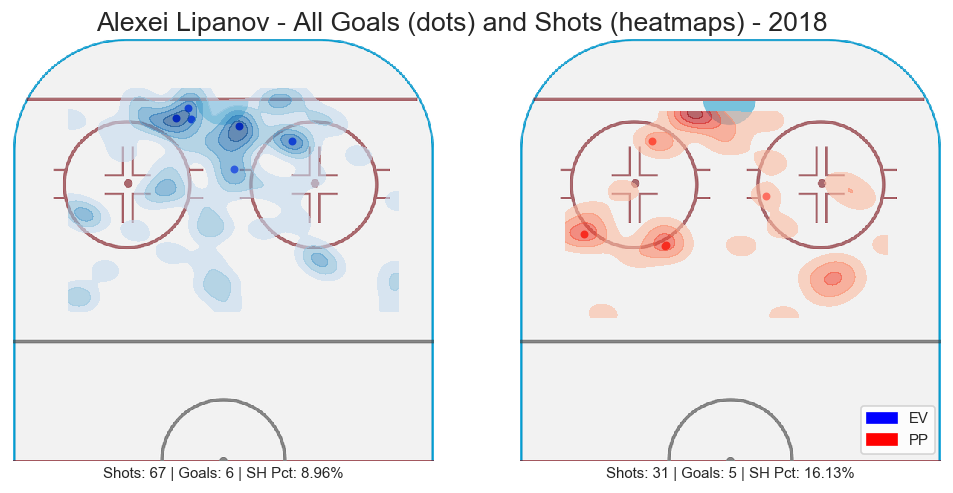 Alexei Lipanov - All Goals (dots) and Shots (heatmaps) - 2018
EV
PP
Shots: 67 | Goals: 6 | SH Pct: 8.96%
Shots: 31 | Goals: 5 | SH Pct: 16.13%